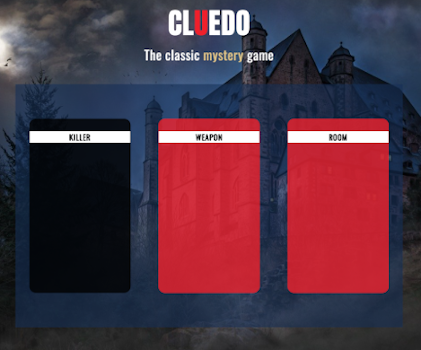 CLUEDO
The classic mystery game
KILLER
WEAPON
ROOM